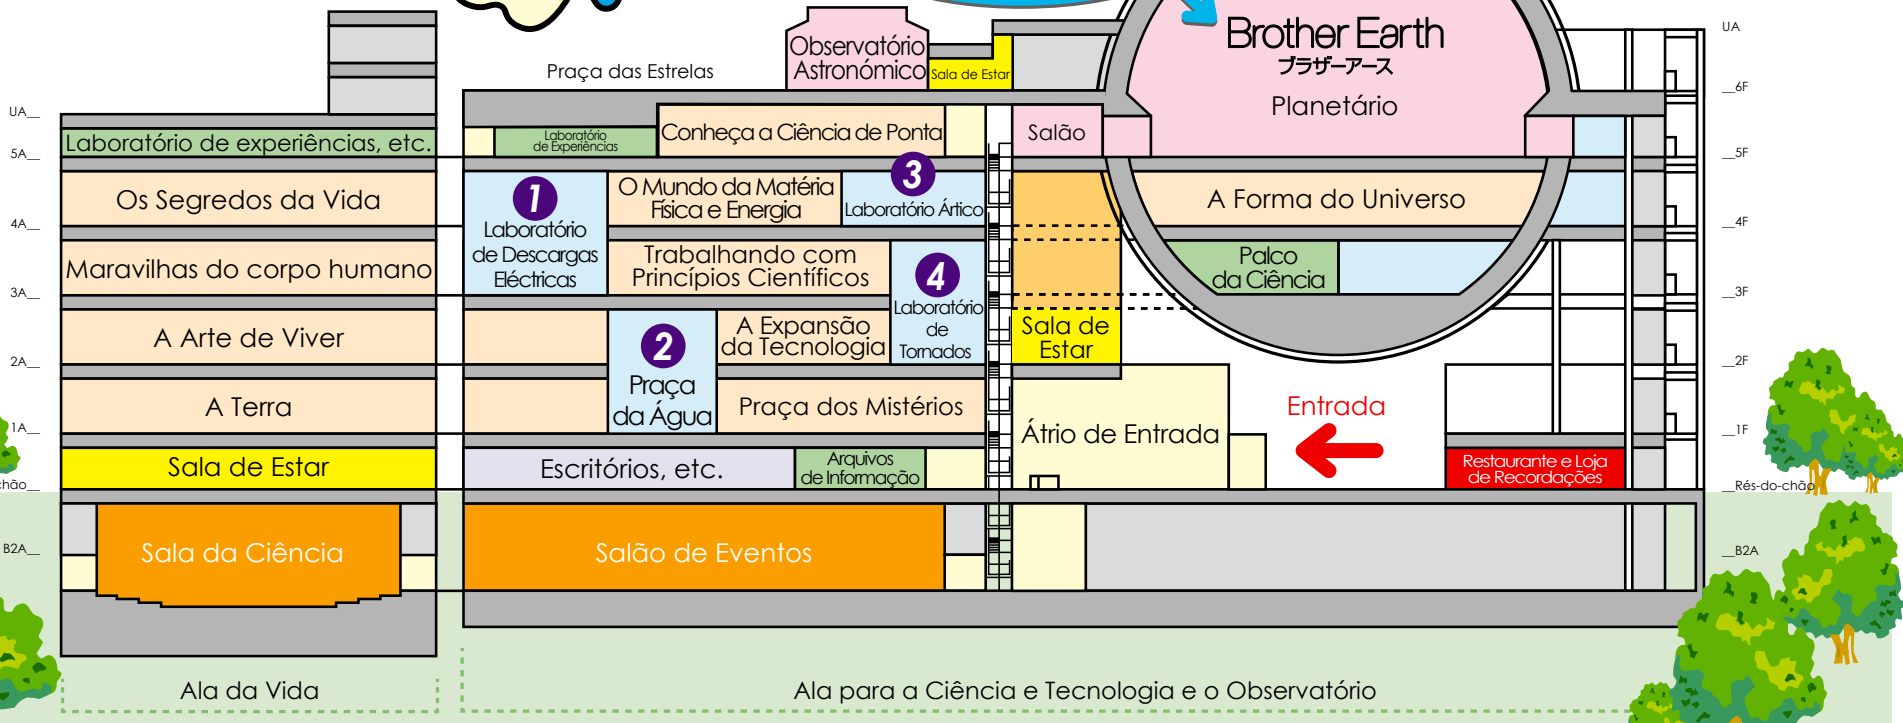 Brother Earth
ブラザーアース
Planetário
Observatório
Astronómico
Sala de Estar
Praça das Estrelas
UA
5A
4A
3A
2A
1A
chão
B2A
UA
6F
5F
4F
3F
2F
1F
Rés-do-chão
B2A
Laboratório de experiências, etc.
Os Segredos da Vida
Maravilhas do corpo humano
A Arte de Viver
A Terra
Sala de Estar
Sala da Ciência
Laboratório
de Experiências
Conheça a Ciência de Ponta
Salão
1
Laboratório
de Descargas
Eléctricas
O Mundo da Matéria
Física e Energia
3
Laboratório Ártico
A Forma do Universo
Trabalhando com
Princípios Científicos
4
Laboratório
de
Tornados
Palco
da Ciência
2
Praça
da Água
A Expansão
da Tecnologia
Sala de
Estar
Praça dos Mistérios
Átrio de Entrada
Entrada
Escritórios, etc.
Arquivos
de Informação
Restaurante e Loja
de Recordações
Salão de Eventos
Ala da Vida
Ala para a Ciência e Tecnologia e o Observatório